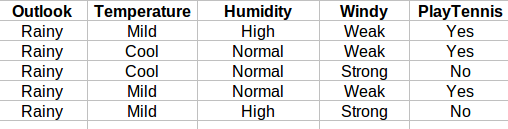 Outlook Temperature Humidity Windy PlayTennis
Rainy Mild High Weak Yes
Rainy Cool Normal Weak Yes
Rainy Cool Normal Strong No
Rainy Mild Normal Weak Yes
Rainy Mild High Strong No